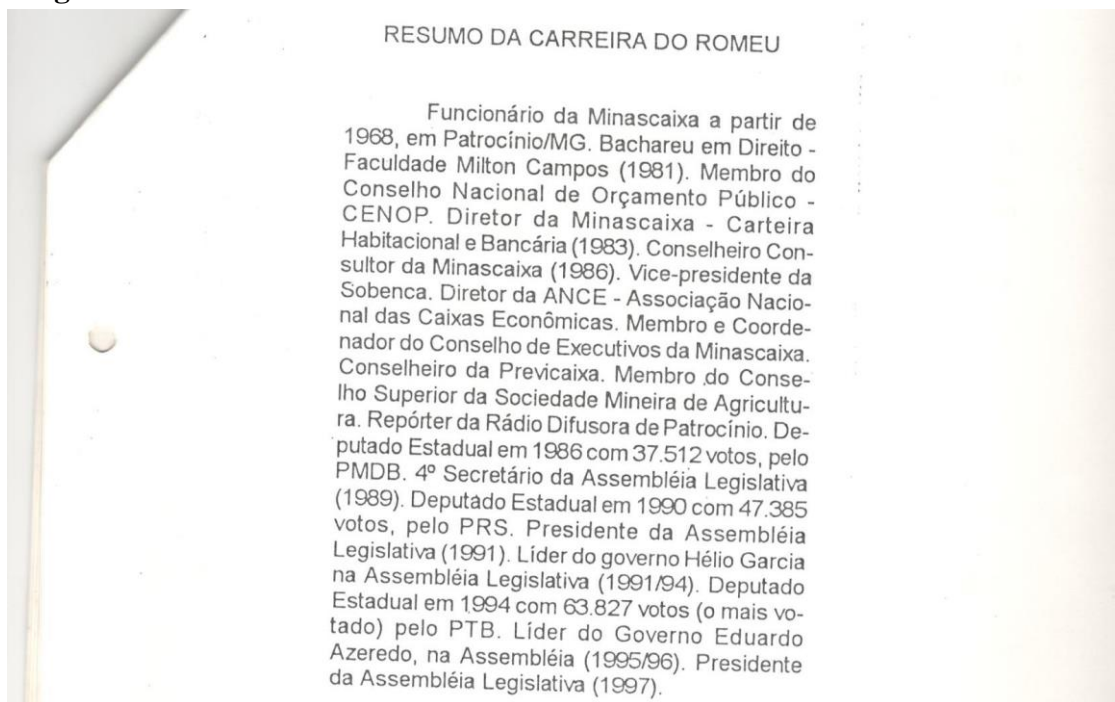 RESUMO DA CARREIRA DO ROMEU
Funcionário da Minascaixa a partir de
1968, em Patrocínio/MG. Bachareu em Direito -
Faculdade Milton Campos (1981). Membro do
Conselho Nacional de Orçamento Público -
CENOP. Diretor da Minascaixa - Carteira
Habitacional e Bancária (1983). Conselheiro Con-
sultor da Minascaixa (1986). Vice-presidente da
Sobenca. Diretor da ANCE - Associação Nacio-
nal das Caixas Econômicas. Membro e Coorde-
nador do Conselho de Executivos da Minascaixa.
Conselheiro da Previcaixa. Membro do Conse-
lho Superior da Sociedade Mineira de Agricultu-
ra. Repórter da Rádio Difusora de Patrocínio. De-
putado Estadual em 1986 com 37.512 votos, pelo
PMDB. 4º Secretário da Assembléia Legislativa
(1989). Deputado Estadual em 1990 com 47.385
votos, pelo PRS. Presidente da Assembléia
Legislativa (1991). Líder do governo Hélio Garcia
na Assembléia Legislativa (1991/94). Deputado
Estadual em 1994 com 63.827 votos (o mais vo-
tado) pelo PTB. Líder do Governo Eduardo
Azeredo, na Assembléia (1995/96). Presidente
da Assembléia Legislativa (1997).